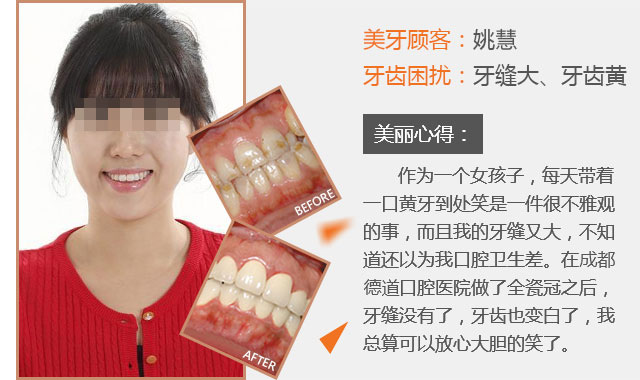 美牙顾客：姚慧
牙齿困扰：牙缝大、牙齿黄
美丽心得：
作为一个女孩子，每天带着
一口黄牙到处笑是一件很不雅观
的事，而且我的牙缝又大，不知
道还以为我口腔卫生差。在成都
德道口腔医院做了全瓷冠之后，
牙缝没有了，牙齿也变白了，我
总算可以放心大胆的笑了。
BEFORE
AFTER